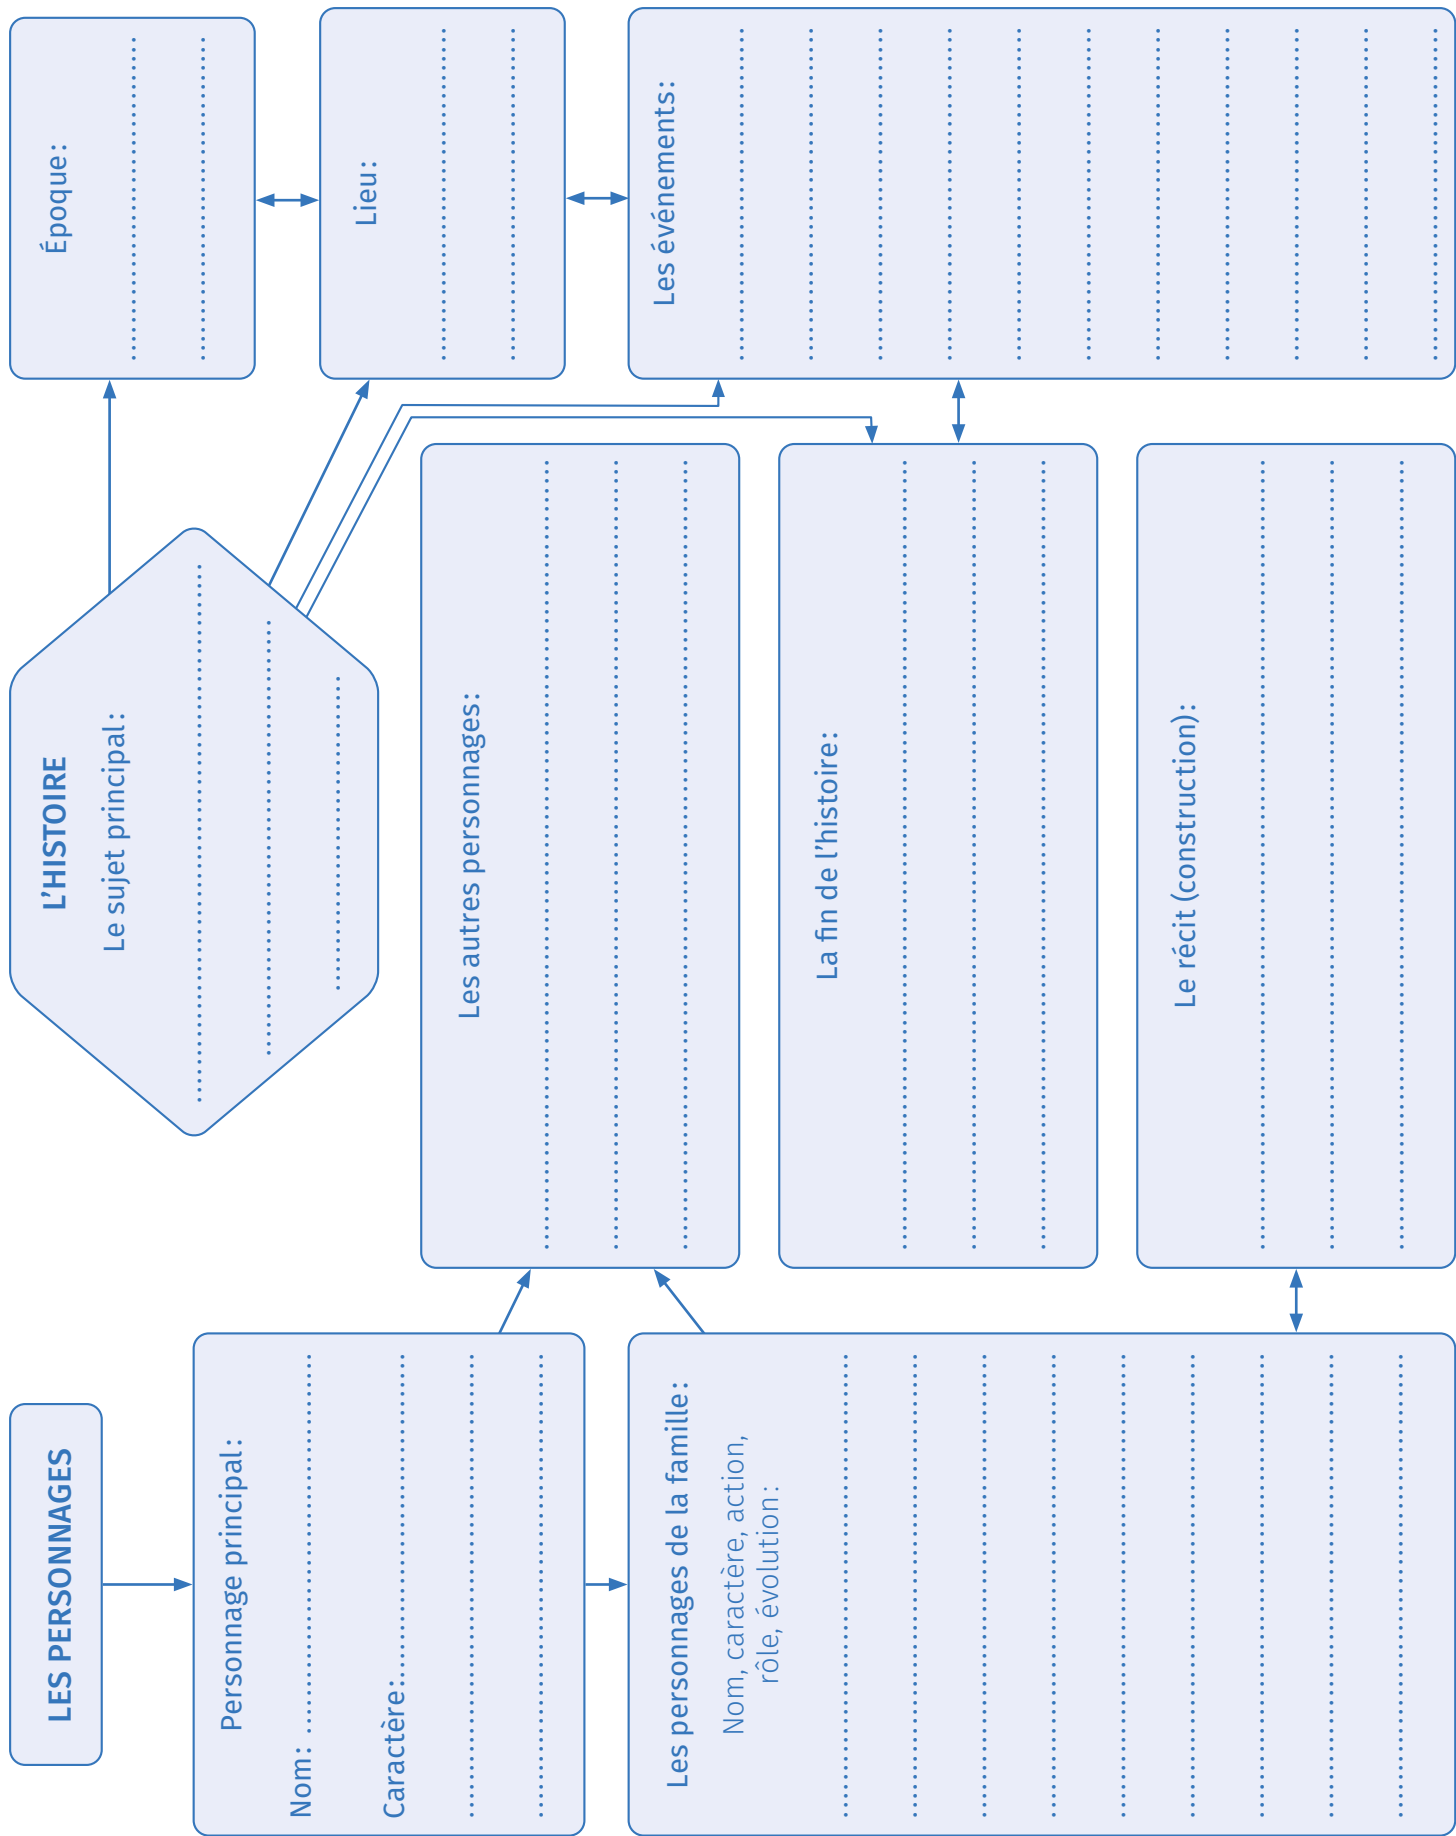 LES PERSONNAGES
Personnage principal :
Nom :
Caractère :
Les personnages de la famille :
Nom, caractère, action,
rôle, évolution :
L’HISTOIRE
Le sujet principal :
Les autres personnages :
La fin de l’histoire :
Le récit (construction) :
Époque :
Lieu :
Les événements :